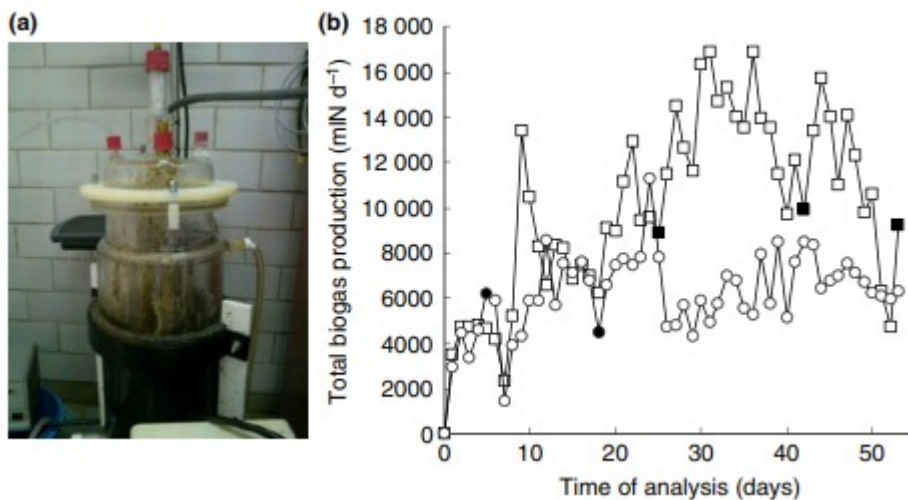 (a)
(b)
Total biogas production (mlN d⁻¹)
18 000
16 000
14 000
12 000
10 000
8000
6000
4000
2000
0
0 10 20 30 40 50
Time of analysis (days)